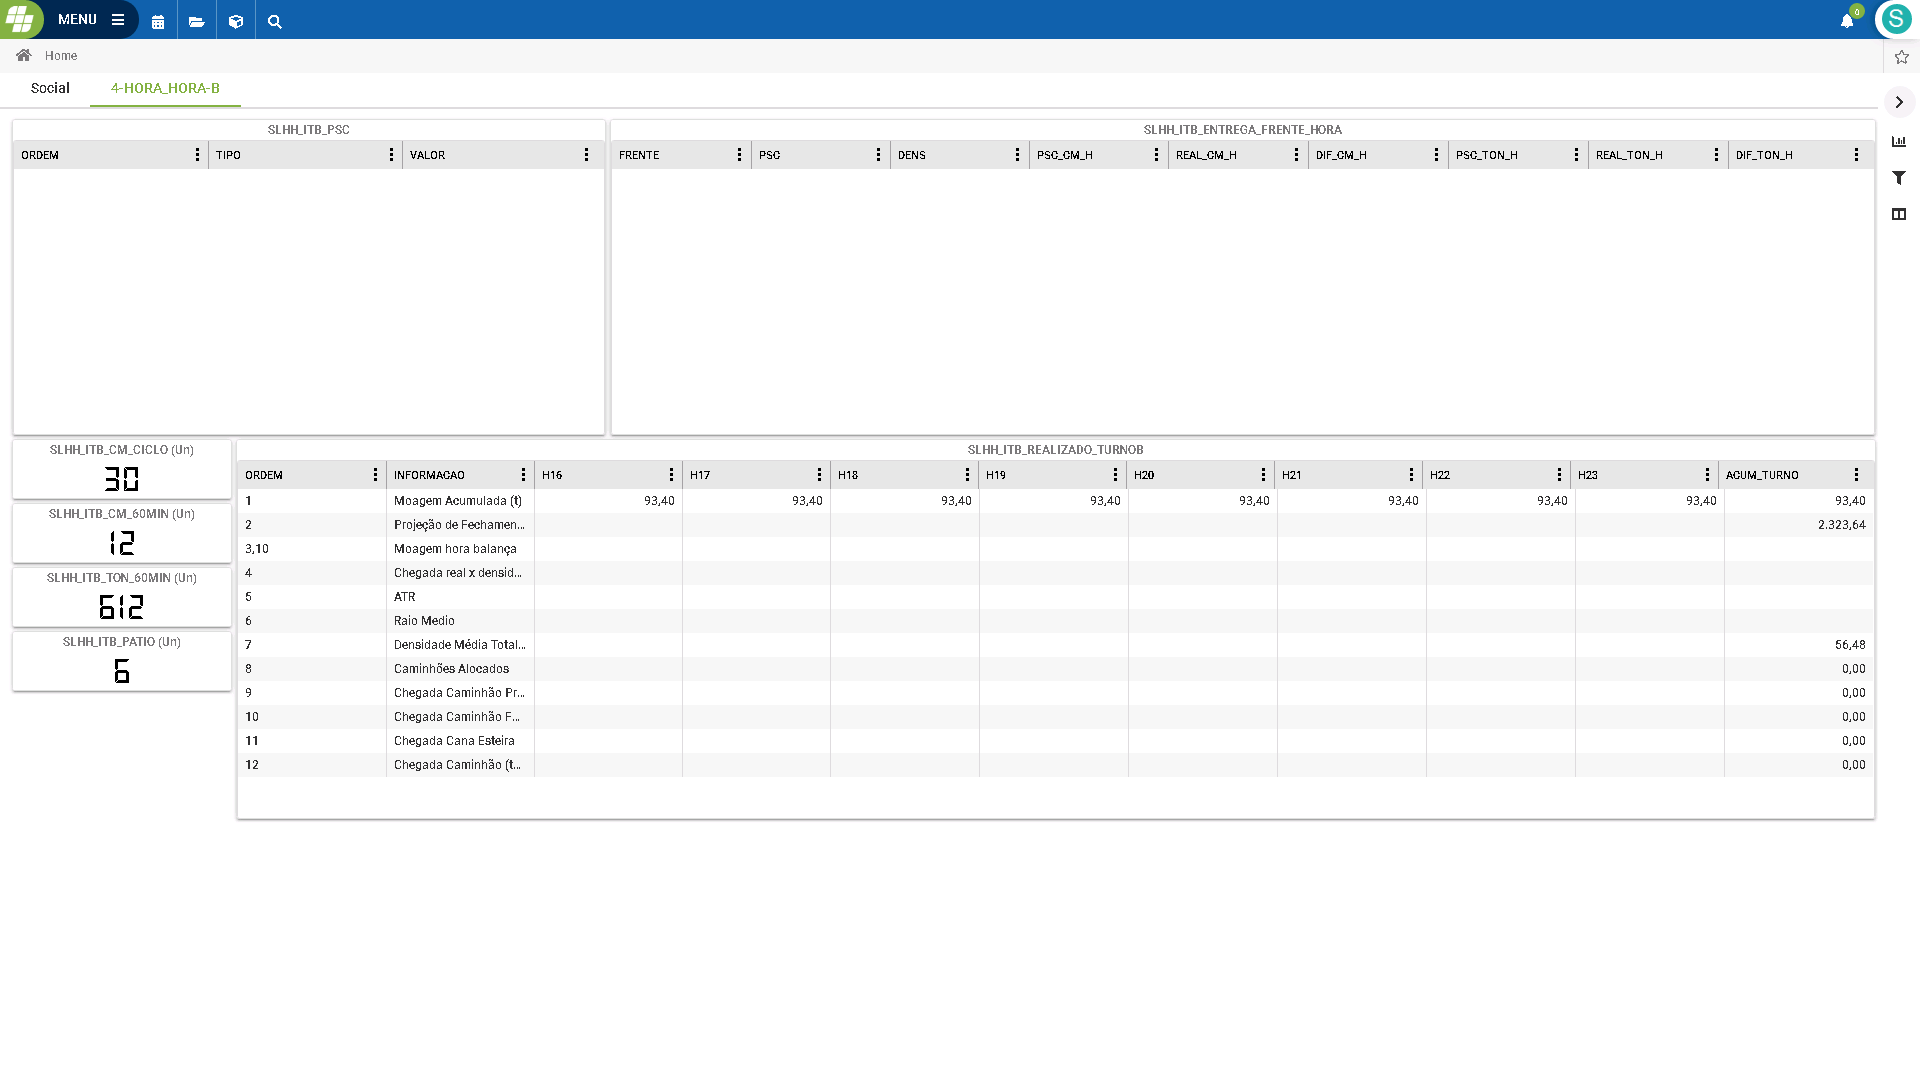 MENU
0
S
Home
Social 4-HORA_HORA-B
SLHH_ITB_PSC
ORDEM TIPO VALOR
SLHH_ITB_ENTREGA_FRENTE_HORA
FRENTE PSC DENS PSC_CM_H REAL_CM_H DIF_CM_H PSC_TON_H REAL_TON_H DIF_TON_H
SLHH_ITB_CM_CICLO (Un)
30
SLHH_ITB_CM_60MIN (Un)
12
SLHH_ITB_TON_60MIN (Un)
612
SLHH_ITB_PATIO (Un)
6
SLHH_ITB_REALIZADO_TURNOB
ORDEM INFORMACAO H16 H17 H18 H19 H20 H21 H22 H23 ACUM_TURNO
1 Moagem Acumulada (t) 93,40 93,40 93,40 93,40 93,40 93,40 93,40 93,40 93,40
2 Projeção de Fechamen... 2.323,64
3,10 Moagem hora balança
4 Chegada real x densid...
5 ATR
6 Raio Medio
7 Densidade Média Total... 56,48
8 Caminhões Alocados 0,00
9 Chegada Caminhão Pr... 0,00
10 Chegada Caminhão F... 0,00
11 Chegada Cana Esteira 0,00
12 Chegada Caminhão (t... 0,00